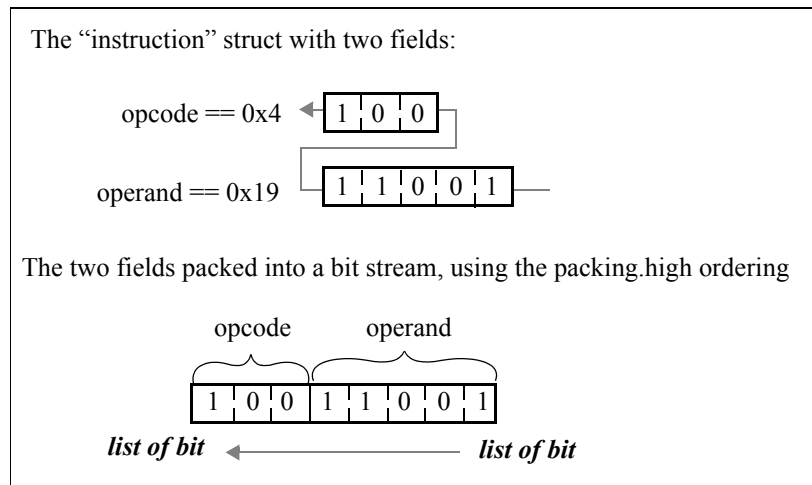 The “instruction” struct with two fields:
opcode == 0x4 1 0 0
operand == 0x19 1 1 0 0 1
The two fields packed into a bit stream, using the packing.high ordering
opcode operand
1 0 0 1 1 0 0 1
list of bit list of bit